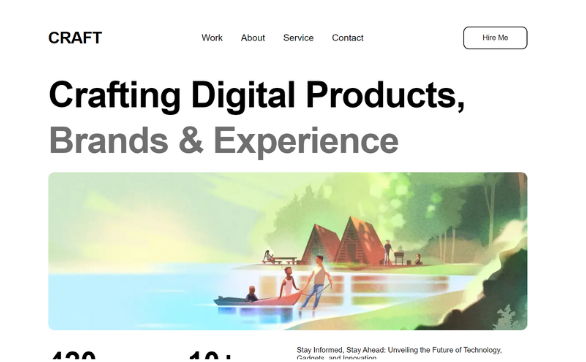 CRAFT
Work About Service Contact
Hire Me
Crafting Digital Products,
Brands & Experience
Stay Informed, Stay Ahead: Unveiling the Future of Technology,
Gadgets, and Innovation